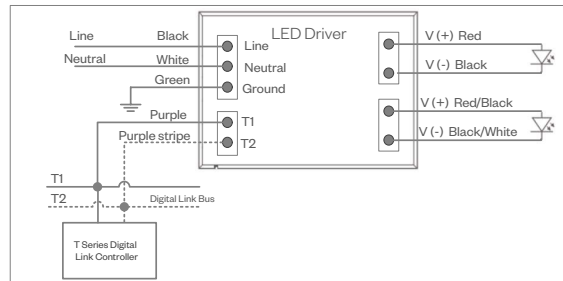 LED Driver
Line Black Line
Neutral White Neutral
Green Ground
Purple T1
Purple stripe T2
V (+) Red
V (-) Black
V (+) Red/Black
V (-) Black/White
T1
T2 Digital Link Bus
T Series Digital
Link Controller